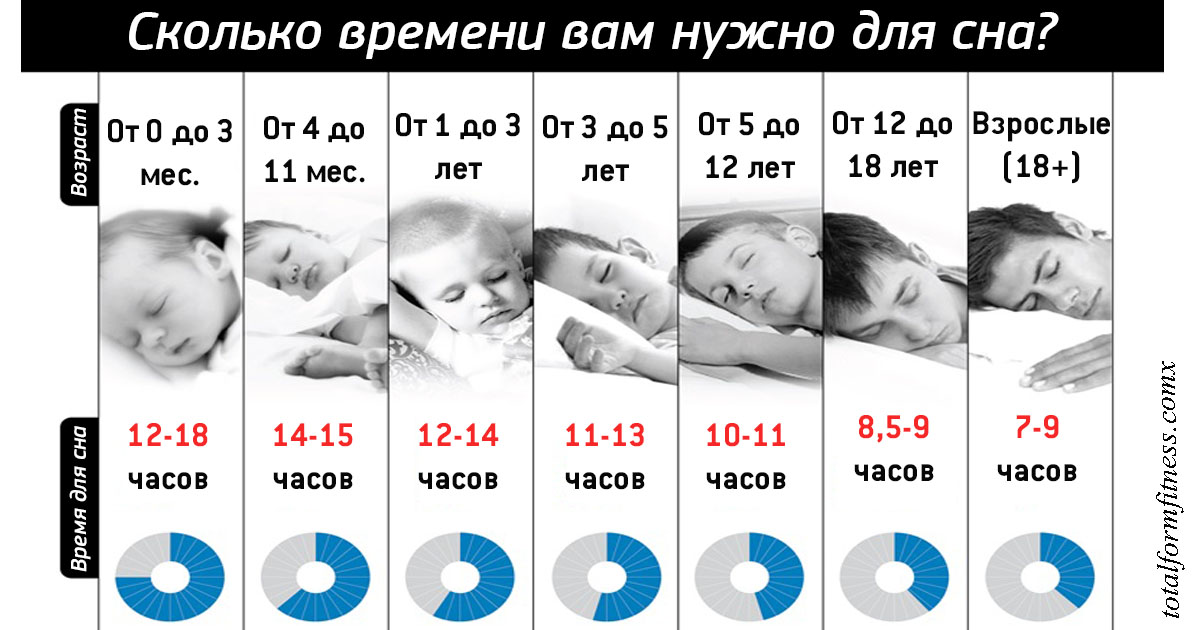 Сколько времени вам нужно для сна?
Возраст
От 0 до 3
мес.
От 4 до
11 мес.
От 1 до 3
лет
От 3 до 5
лет
От 5 до
12 лет
От 12 до
18 лет
Взрослые
(18+)
Время для сна
12-18
часов
14-15
часов
12-14
часов
11-13
часов
10-11
часов
8,5-9
часов
7-9
часов
totalformfitness.comx